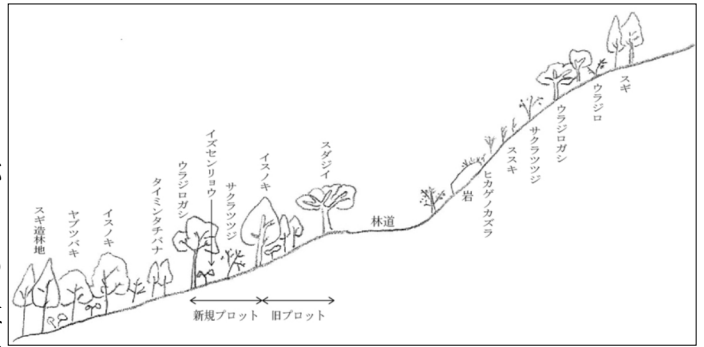 スギ造林地
ヤブツバキ
イスノキ
タイミンタチバナ
ウラジロガシ
イズセンリョウ
サクラツツジ
イスノキ
スダジイ
林道
岩
ヒカゲノカズラ
ススキ
サクラツツジ
ウラジロガシ
ウラジロ
スギ
新規プロット
旧プロット